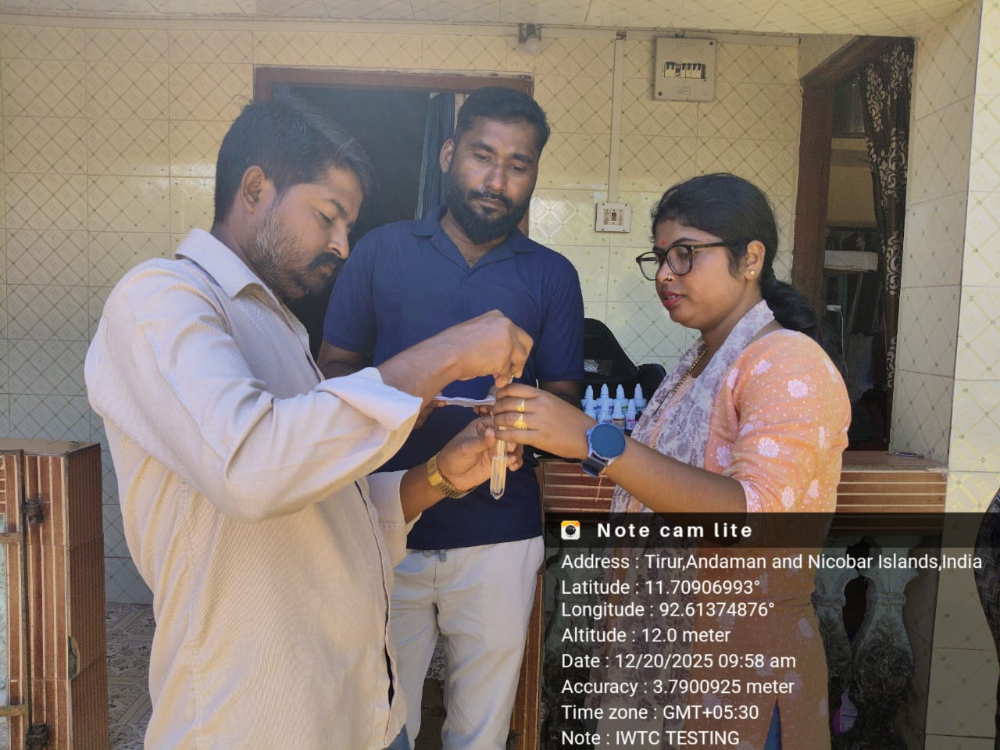 Note cam lite
Address : Tirur,Andaman and Nicobar Islands,India
Latitude : 11.70906993°
Longitude : 92.61374876°
Altitude : 12.0 meter
Date : 12/20/2025 09:58 am
Accuracy : 3.7900925 meter
Time zone : GMT+05:30
Note : IWTC TESTING